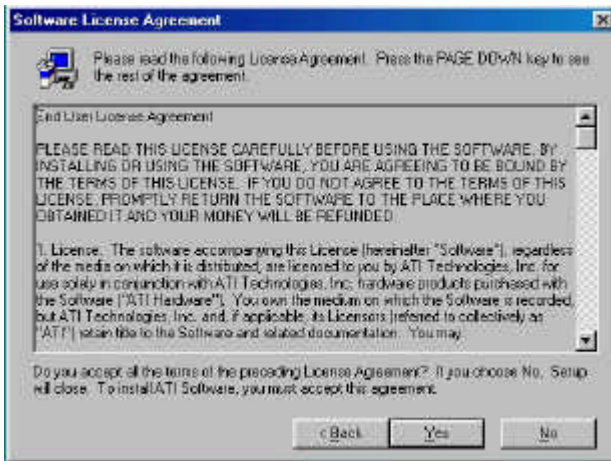 Software License Agreement
Please read the following License Agreement. Press the PAGE DOWN key to see
the rest of the agreement.
End User License Agreement
PLEASE READ THIS LICENSE CAREFULLY BEFORE USING THE SOFTWARE. BY
INSTALLING OR USING THE SOFTWARE, YOU ARE AGREEING TO BE BOUND BY
THE TERMS OF THIS LICENSE. IF YOU DO NOT AGREE TO THE TERMS OF THIS
LICENSE, PROMPTLY RETURN THE SOFTWARE TO THE PLACE WHERE YOU
OBTAINED IT AND YOUR MONEY WILL BE REFUNDED.
1. License. The software accompanying this License (hereinafter "Software"), regardless
of the media on which it is distributed, are licensed to you by ATI Technologies, Inc. for
use solely in conjunction with ATI Technologies, Inc. hardware products purchased with
the Software ("ATI Hardware"). You own the medium on which the Software is recorded,
but ATI Technologies, Inc. and, if applicable, its Licensors (referred to collectively as
"ATI") retain title to the Software and related documentation. You may
Do you accept all the terms of the preceding License Agreement? If you choose No, Setup
will close. To install ATI Software, you must accept this agreement.
< Back
Yes
No